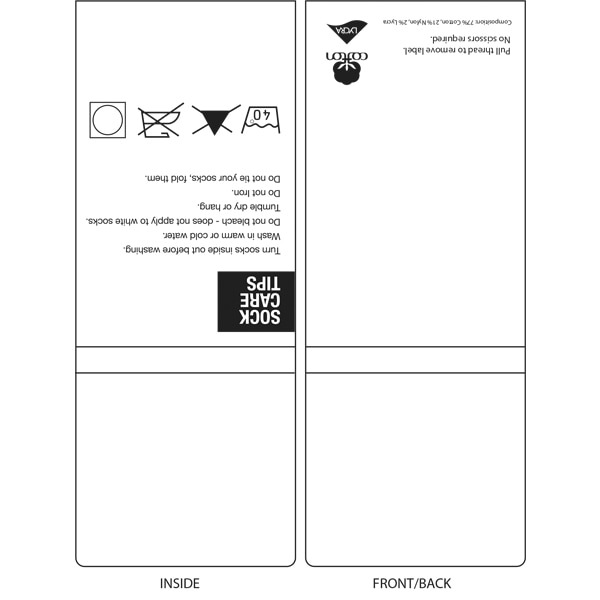 SOCK
CARE
TIPS
Turn socks inside out before washing.
Wash in warm or cold water.
Do not bleach - does not apply to white socks.
Tumble dry or hang.
Do not Iron.
Do not tie your socks, fold them.
40°
cotton
Pull thread to remove label.
No scissors required.
LYCRA
Composition: 77% Cotton, 21% Nylon, 2% Lycra
INSIDE
FRONT/BACK